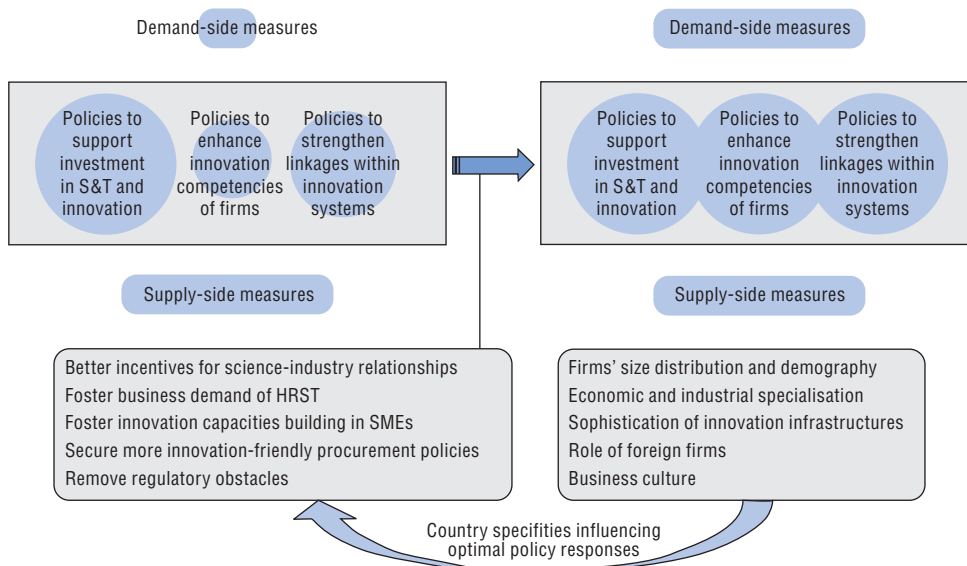 Demand-side measures
Demand-side measures
Policies to
support
investment
in S&T and
innovation
Policies to
enhance
innovation
competencies
of firms
Policies to
strengthen
linkages within
innovation
systems
Policies to
support
investment
in S&T and
innovation
Policies to
enhance
innovation
competencies
of firms
Policies to
strengthen
linkages within
innovation
systems
Supply-side measures
Supply-side measures
Better incentives for science-industry relationships
Foster business demand of HRST
Foster innovation capacities building in SMEs
Secure more innovation-friendly procurement policies
Remove regulatory obstacles
Firms’ size distribution and demography
Economic and industrial specialisation
Sophistication of innovation infrastructures
Role of foreign firms
Business culture
Country specifities influencing
optimal policy responses